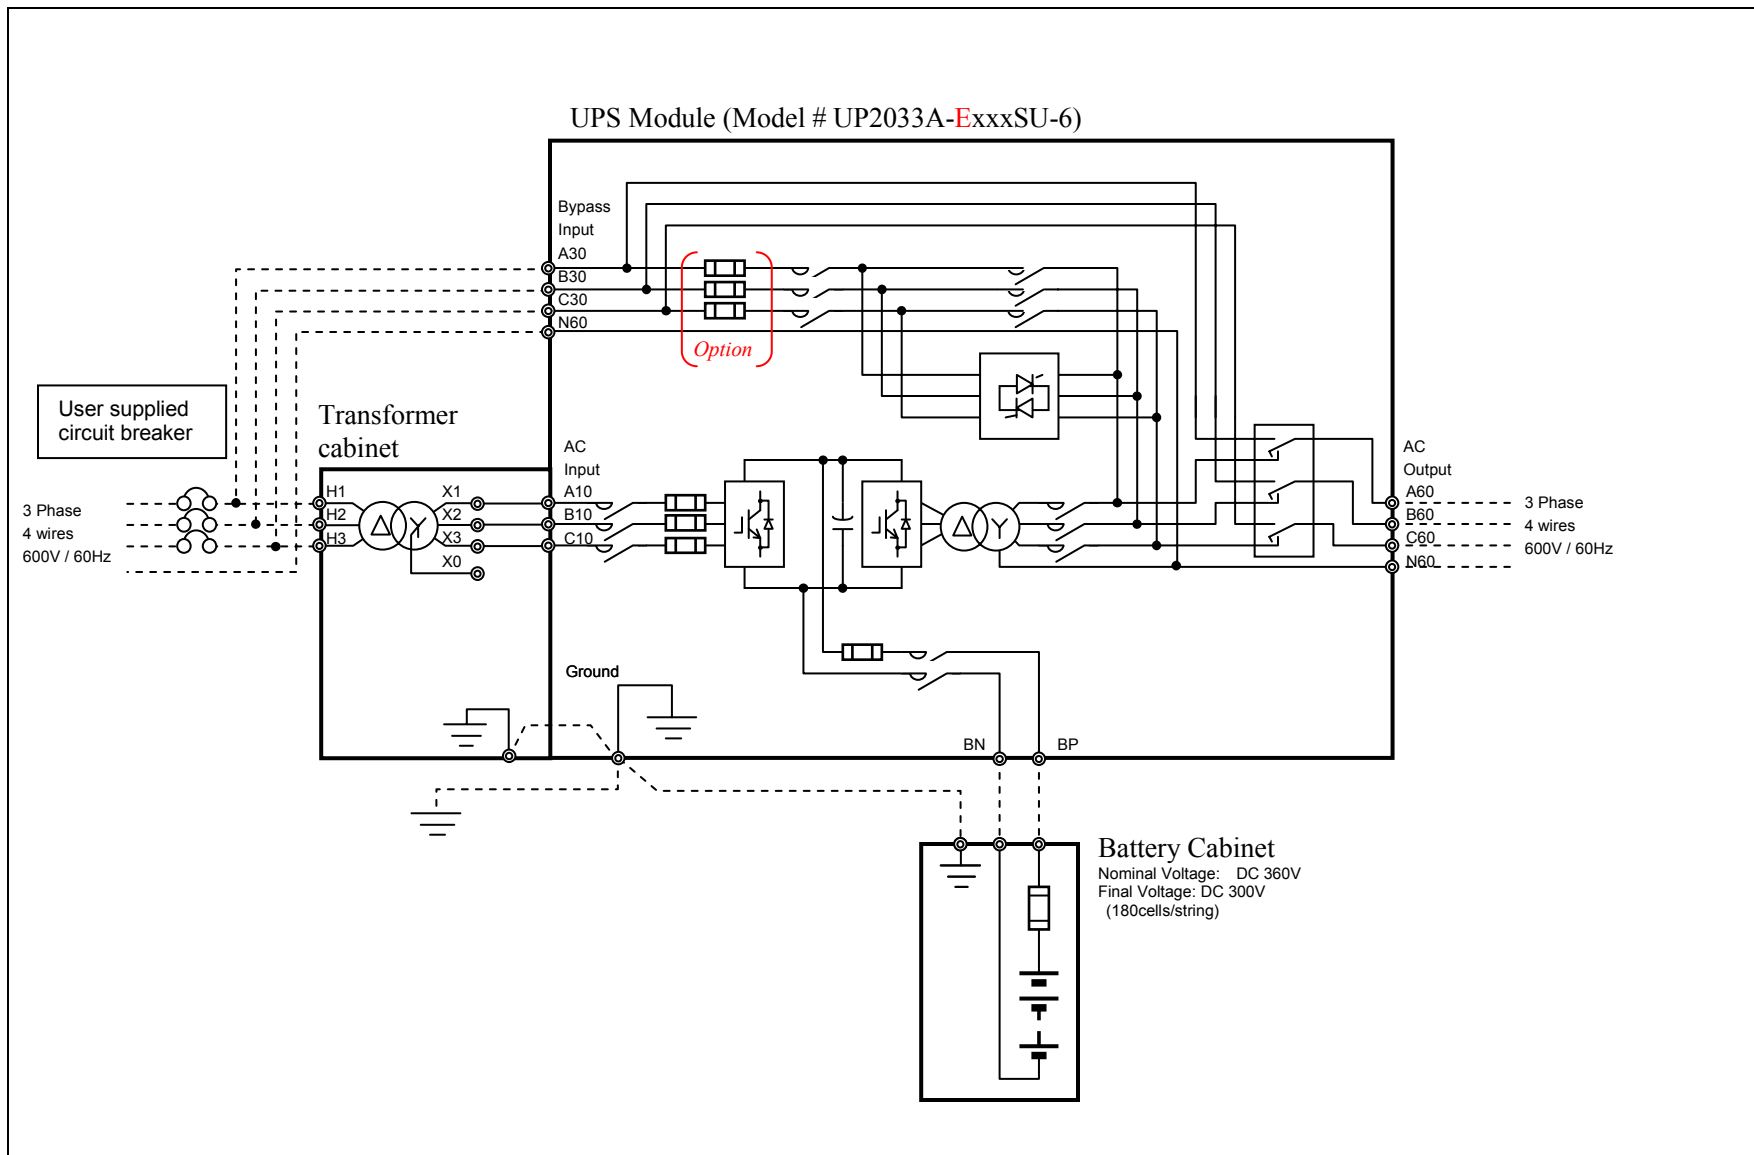 UPS Module (Model # UP2033A-ExxxSU-6)
Bypass
Input
A30
B30
C30
N60
Option
User supplied
circuit breaker
Transformer
cabinet
3 Phase
4 wires
600V / 60Hz
H1
H2
H3
X1
X2
X3
X0
AC
Input
A10
B10
C10
AC
Output
A60
B60
C60
N60
3 Phase
4 wires
600V / 60Hz
Ground
BN
BP
Battery Cabinet
Nominal Voltage: DC 360V
Final Voltage: DC 300V
(180cells/string)